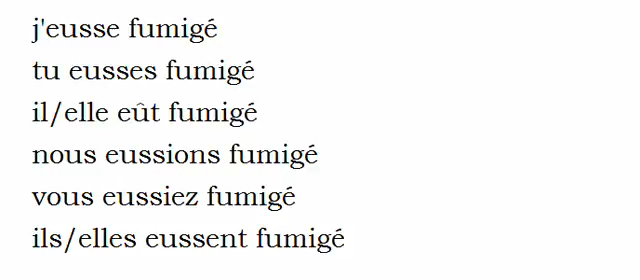 j'eusse fumigé
tu eusses fumigé
il/elle eût fumigé
nous eussions fumigé
vous eussiez fumigé
ils/elles eussent fumigé